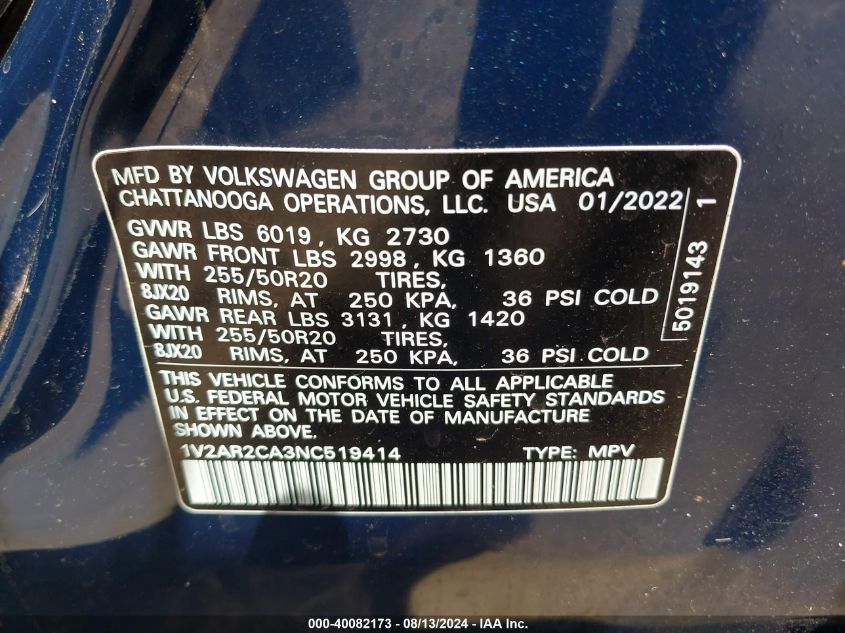 MFD BY VOLKSWAGEN GROUP OF AMERICA
CHATTANOOGA OPERATIONS, LLC. USA 01/2022
GVWR LBS 6019, KG 2730
GAWR FRONT LBS 2998, KG 1360
WITH 255/50R20 TIRES,
8JX20 RIMS, AT 250 KPA, 36 PSI COLD
GAWR REAR LBS 3131, KG 1420
WITH 255/50R20 TIRES,
8JX20 RIMS, AT 250 KPA, 36 PSI COLD
5019143 1
THIS VEHICLE CONFORMS TO ALL APPLICABLE
U.S. FEDERAL MOTOR VEHICLE SAFETY STANDARDS
IN EFFECT ON THE DATE OF MANUFACTURE
SHOWN ABOVE.
1V2AR2CA3NC519414 TYPE: MPV
000-40082173 - 08/13/2024 - IAA Inc.